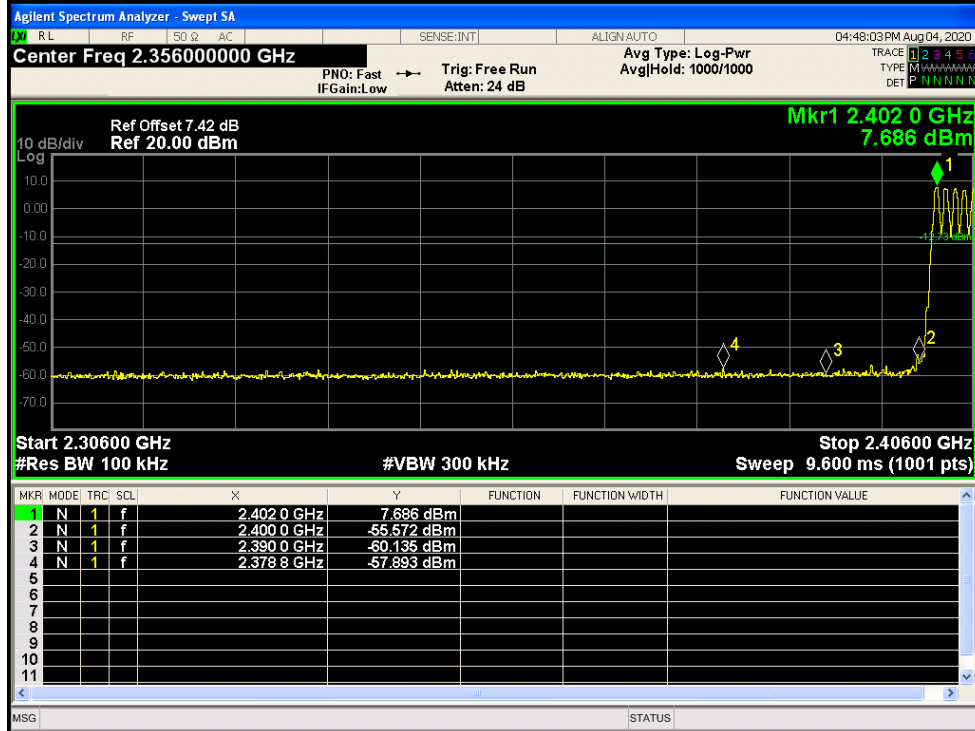 Agilent Spectrum Analyzer - Swept SA
LXI RL RF 50 Ω AC SENSE:INT ALIGN AUTO 04:48:03 PM Aug 04, 2020
Center Freq 2.356000000 GHz
PNO: Fast
IFGain:Low
Trig: Free Run
Atten: 24 dB
Avg Type: Log-Pwr
Avg|Hold: 1000/1000
TRACE 1 2 3 4 5 6
TYPE M W W W W W
DET P N N N N N
Mkr1 2.402 0 GHz
7.686 dBm
Ref Offset 7.42 dB
10 dB/div Ref 20.00 dBm
Log
1
10.0
0.00
-10.0
-12.73 dBm
-20.0
-30.0
-40.0
-50.0
4 3 2
-60.0
-70.0
Start 2.30600 GHz Stop 2.40600 GHz
#Res BW 100 kHz #VBW 300 kHz Sweep 9.600 ms (1001 pts)
MKR MODE TRC SCL X Y FUNCTION FUNCTION WIDTH FUNCTION VALUE
1 N 1 f 2.402 0 GHz 7.686 dBm
2 N 1 f 2.400 0 GHz -55.572 dBm
3 N 1 f 2.390 0 GHz -60.135 dBm
4 N 1 f 2.378 8 GHz -57.893 dBm
5
6
7
8
9
10
11
MSG STATUS